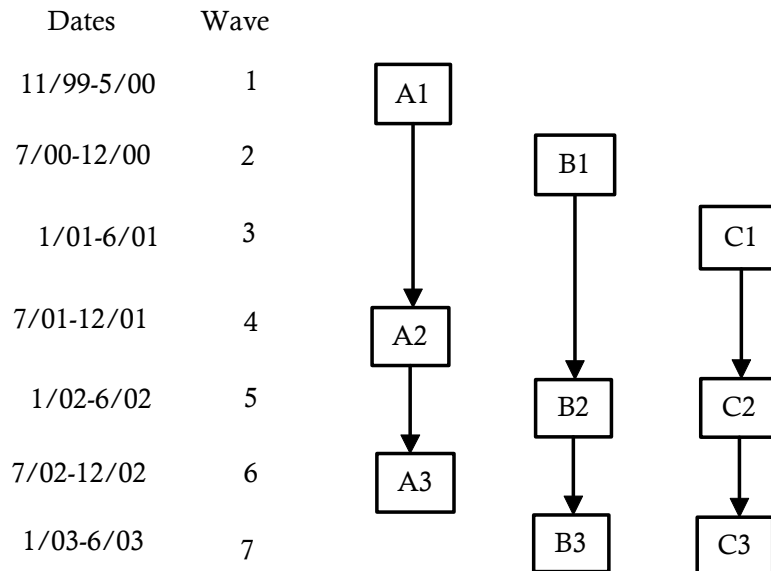 Dates Wave
11/99-5/00 1 A1
7/00-12/00 2 B1
1/01-6/01 3 C1
7/01-12/01 4 A2
1/02-6/02 5 B2 C2
7/02-12/02 6 A3
1/03-6/03 7 B3 C3